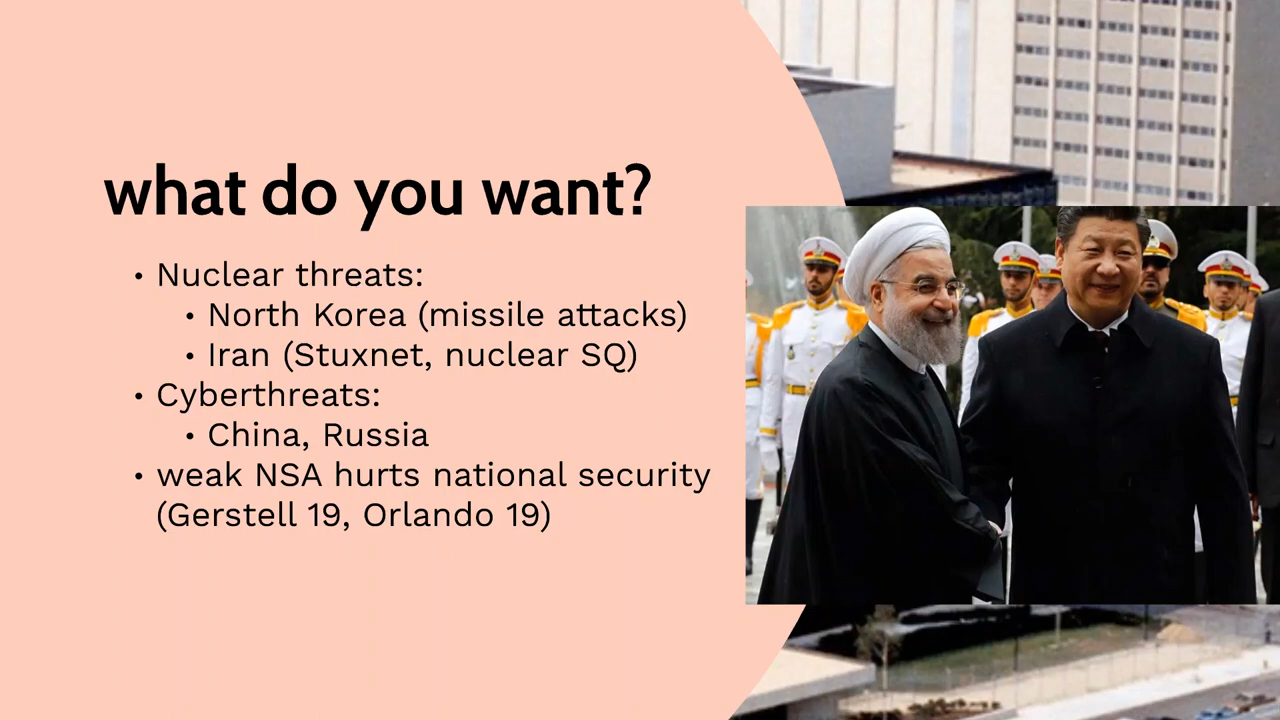 what do you want?
• Nuclear threats:
• North Korea (missile attacks)
• Iran (Stuxnet, nuclear SQ)
• Cyberthreats:
• China, Russia
• weak NSA hurts national security
(Gerstell 19, Orlando 19)